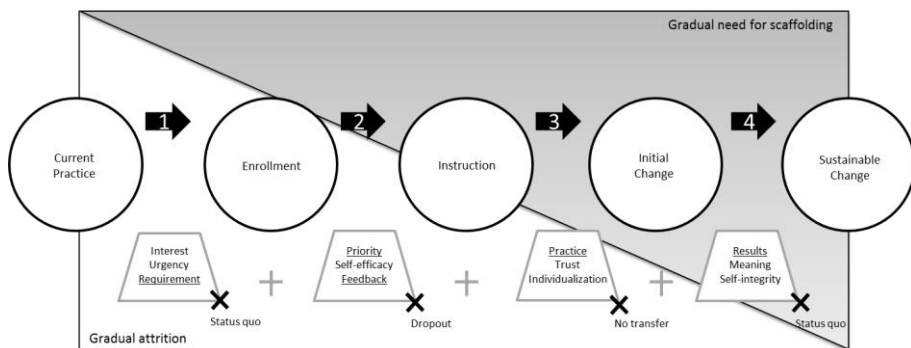 Gradual need for scaffolding
1
2
3
4
Current
Practice
Enrollment
Instruction
Initial
Change
Sustainable
Change
Interest
Urgency
Requirement
Status quo
Priority
Self-efficacy
Feedback
Dropout
Practice
Trust
Individualization
No transfer
Results
Meaning
Self-integrity
Status quo
Gradual attrition